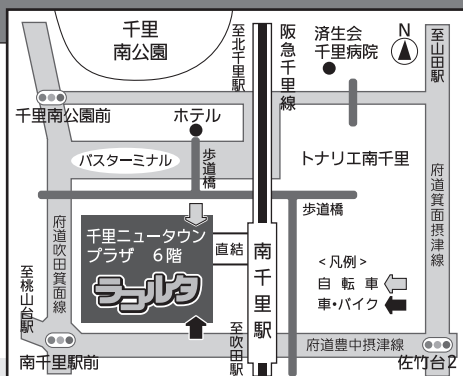 千里
南公園
至北千里駅
阪急千里線
済生会
千里病院
N
至山田駅
千里南公園前
ホテル
バスターミナル
歩道橋
トナリエ南千里
歩道橋
府道箕面摂津線
府道吹田箕面線
千里ニュータウン
プラザ 6階
ラコルタ
直結
南千里駅
<凡例>
自転車
車・バイク
至桃山台駅
南千里駅前
至吹田駅
府道豊中摂津線
佐竹台2